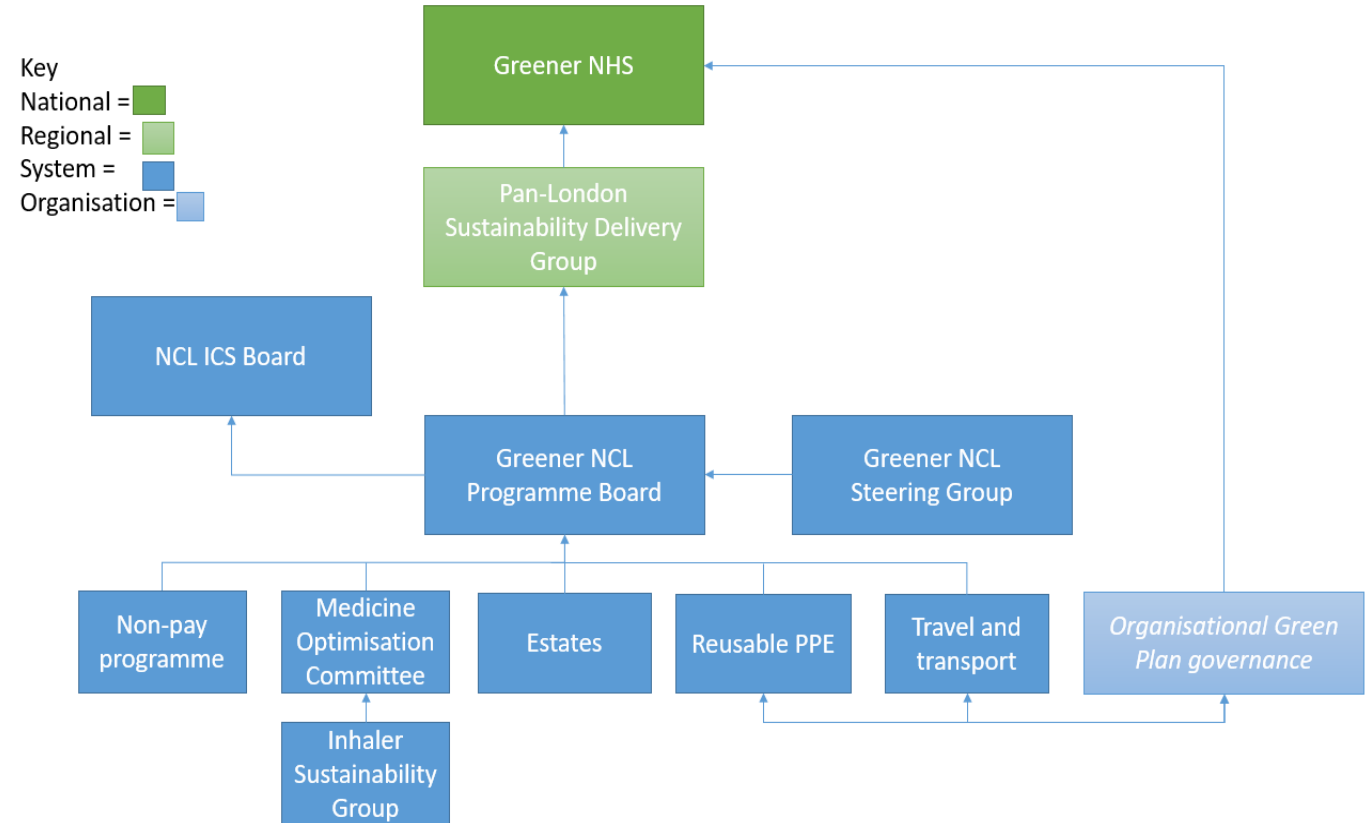 Key
National =
Regional =
System =
Organisation =
Greener NHS
Pan-London
Sustainability Delivery
Group
NCL ICS Board
Greener NCL
Programme Board
Greener NCL
Steering Group
Non-pay
programme
Medicine
Optimisation
Committee
Estates
Reusable PPE
Travel and
transport
Organisational Green
Plan governance
Inhaler
Sustainability
Group